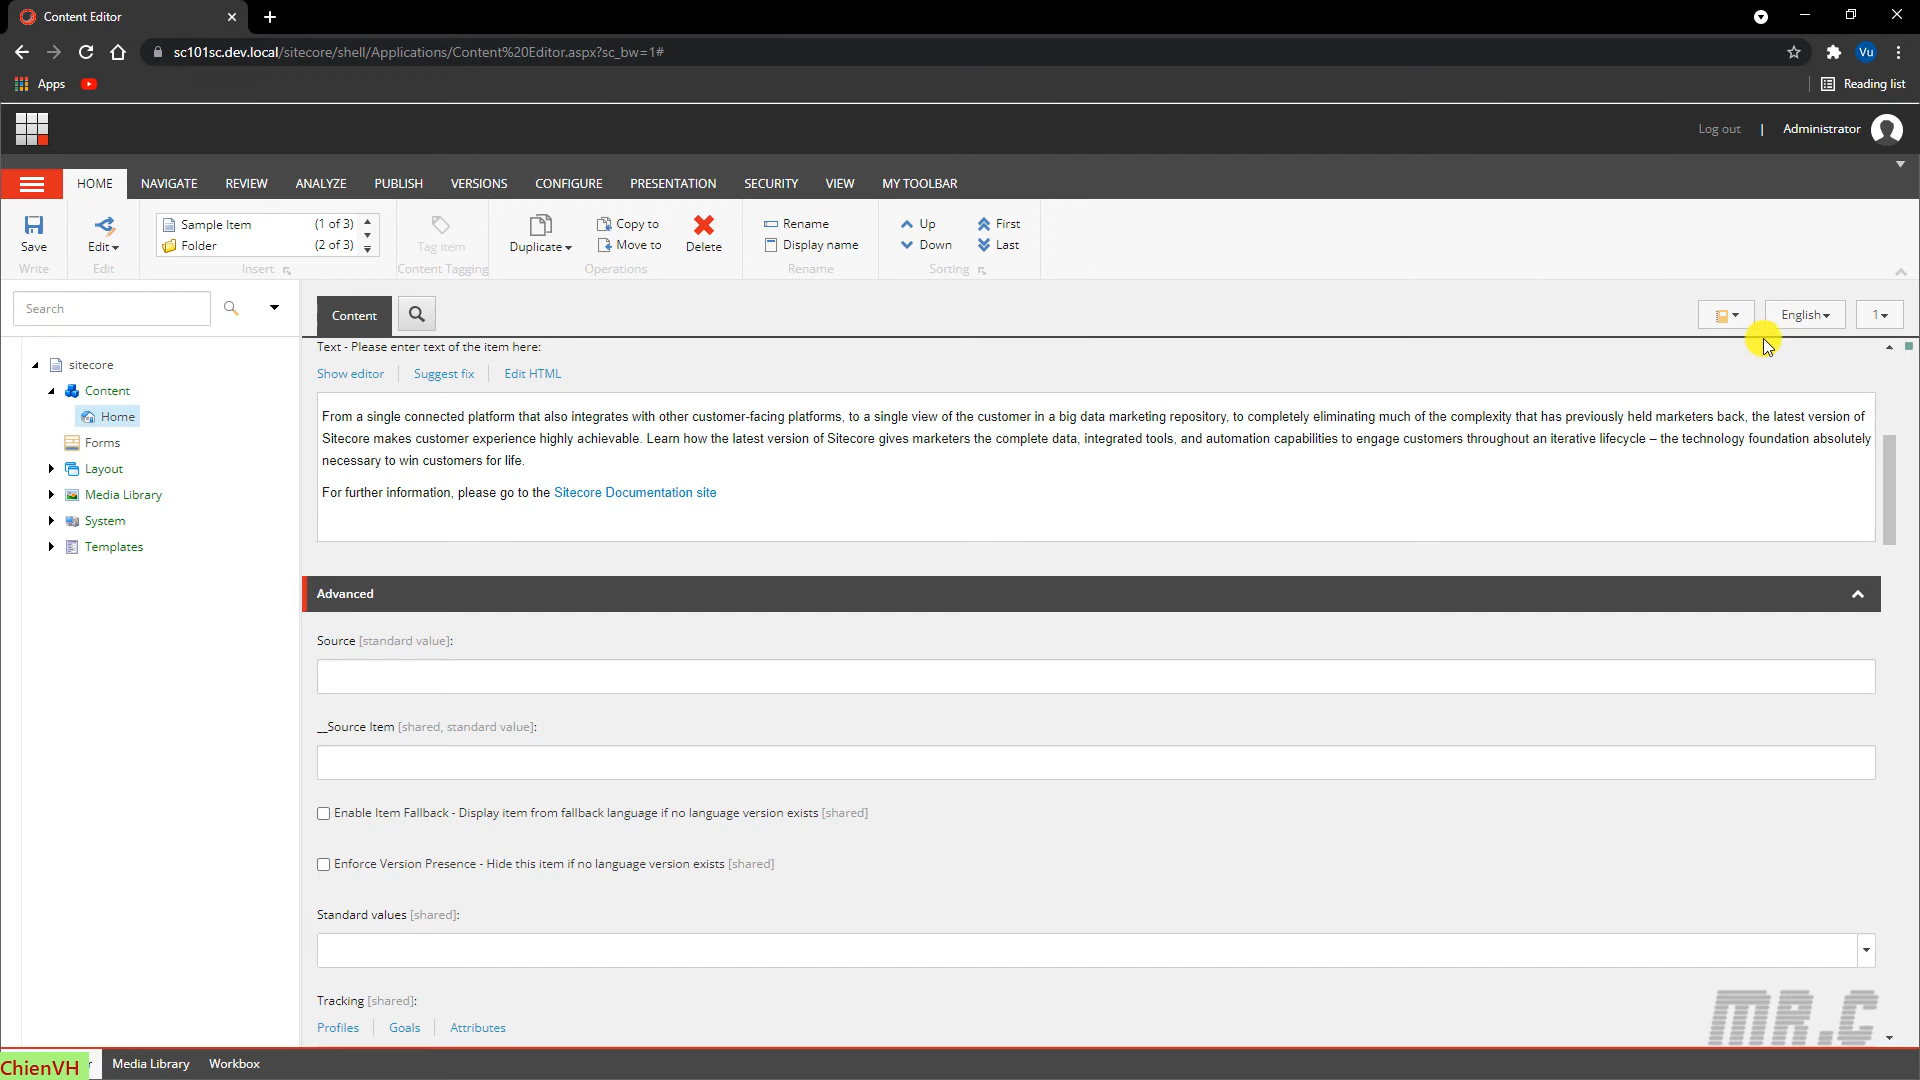 Content Editor
sc101sc.dev.local/sitecore/shell/Applications/Content%20Editor.aspx?sc_bw=1#
Vu
Apps
Reading list
Log out | Administrator
HOME NAVIGATE REVIEW ANALYZE PUBLISH VERSIONS CONFIGURE PRESENTATION SECURITY VIEW MY TOOLBAR
Sample Item (1 of 3) Copy to Rename Up First
Save Edit Folder (2 of 3) Tag item Duplicate Move to Delete Display name Down Last
Write Edit Insert Content Tagging Operations Rename Sorting
Search
Content English 1
sitecore
Content
Home
Forms
Layout
Media Library
System
Templates
Text - Please enter text of the item here:
Show editor Suggest fix Edit HTML
From a single connected platform that also integrates with other customer-facing platforms, to a single view of the customer in a big data marketing repository, to completely eliminating much of the complexity that has previously held marketers back, the latest version of
Sitecore makes customer experience highly achievable. Learn how the latest version of Sitecore gives marketers the complete data, integrated tools, and automation capabilities to engage customers throughout an iterative lifecycle – the technology foundation absolutely
necessary to win customers for life.
For further information, please go to the Sitecore Documentation site
Advanced
Source [standard value]:
__Source Item [shared, standard value]:
Enable Item Fallback - Display item from fallback language if no language version exists [shared]
Enforce Version Presence - Hide this item if no language version exists [shared]
Standard values [shared]:
Tracking [shared]:
Profiles Goals Attributes
MR.C
ChienVH r Media Library Workbox